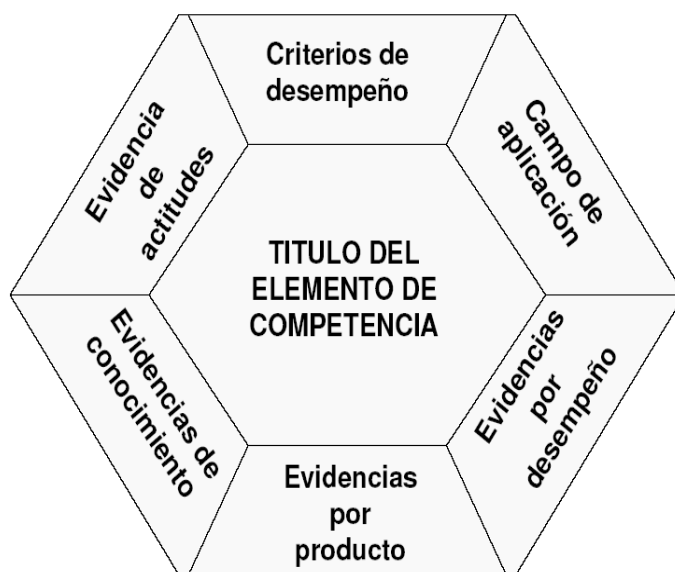 Criterios de
desempeño
Campo de
aplicación
Evidencias
por
desempeño
Evidencias
por
producto
Evidencias de
conocimiento
Evidencia
de
actitudes
TITULO DEL
ELEMENTO DE
COMPETENCIA